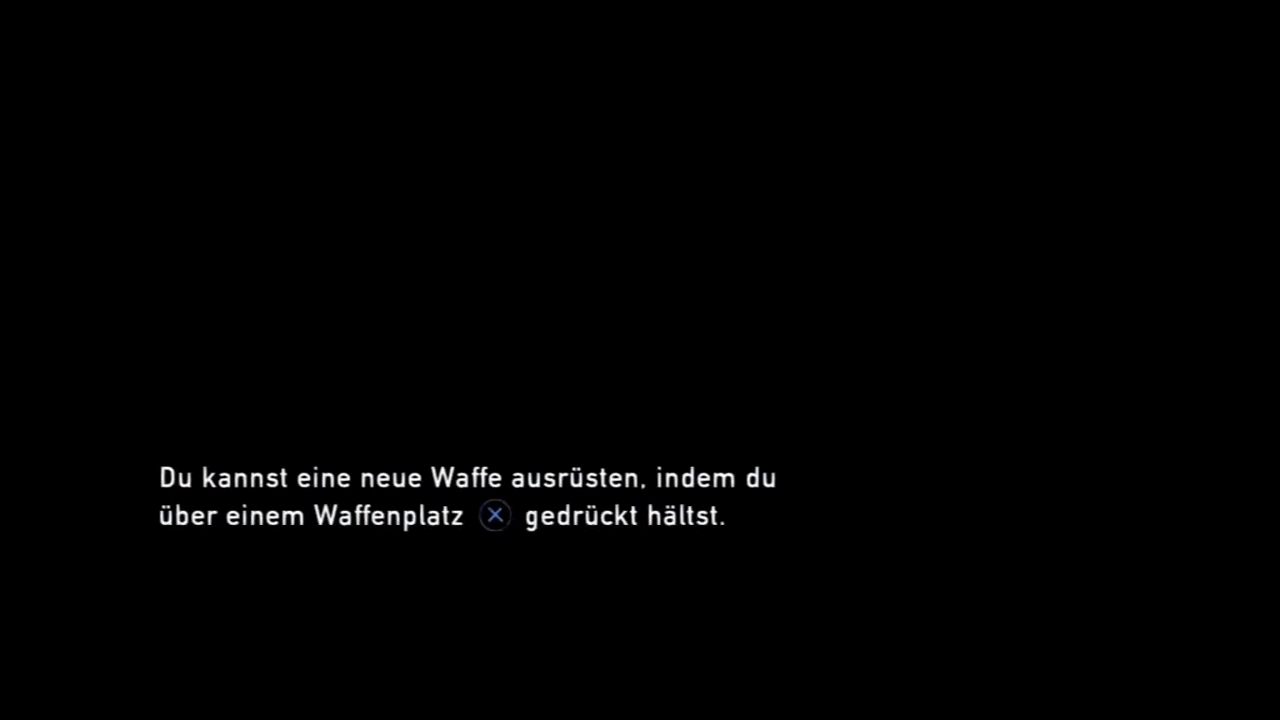 Du kannst eine neue Waffe ausrüsten, indem du
über einem Waffenplatz ⓧ gedrückt hältst.